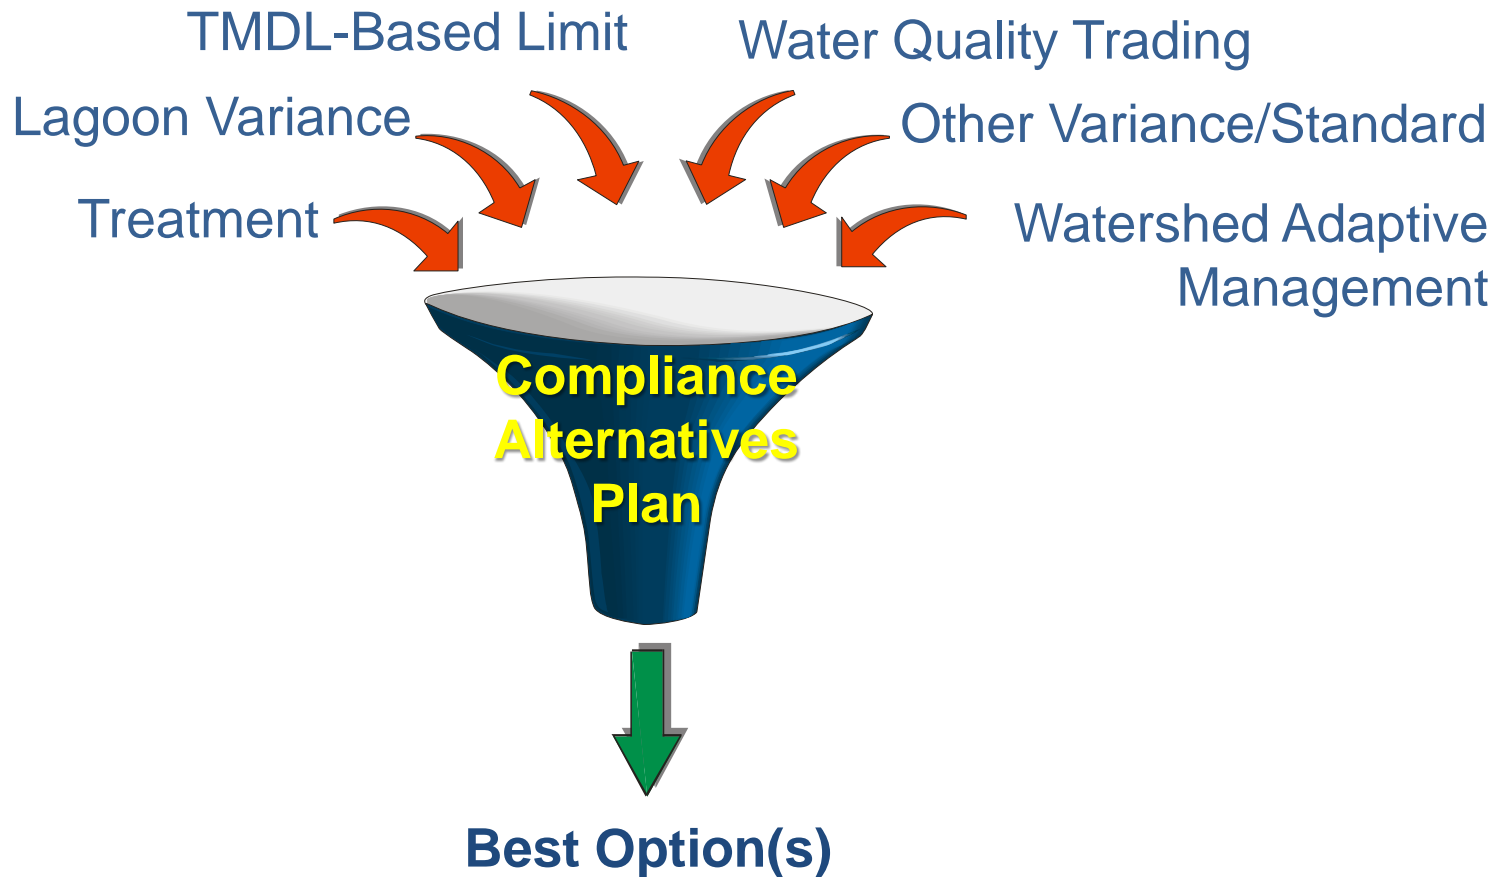 TMDL-Based Limit
Water Quality Trading
Lagoon Variance
Other Variance/Standard
Treatment
Watershed Adaptive
Management
Compliance
Alternatives
Plan
Best Option(s)